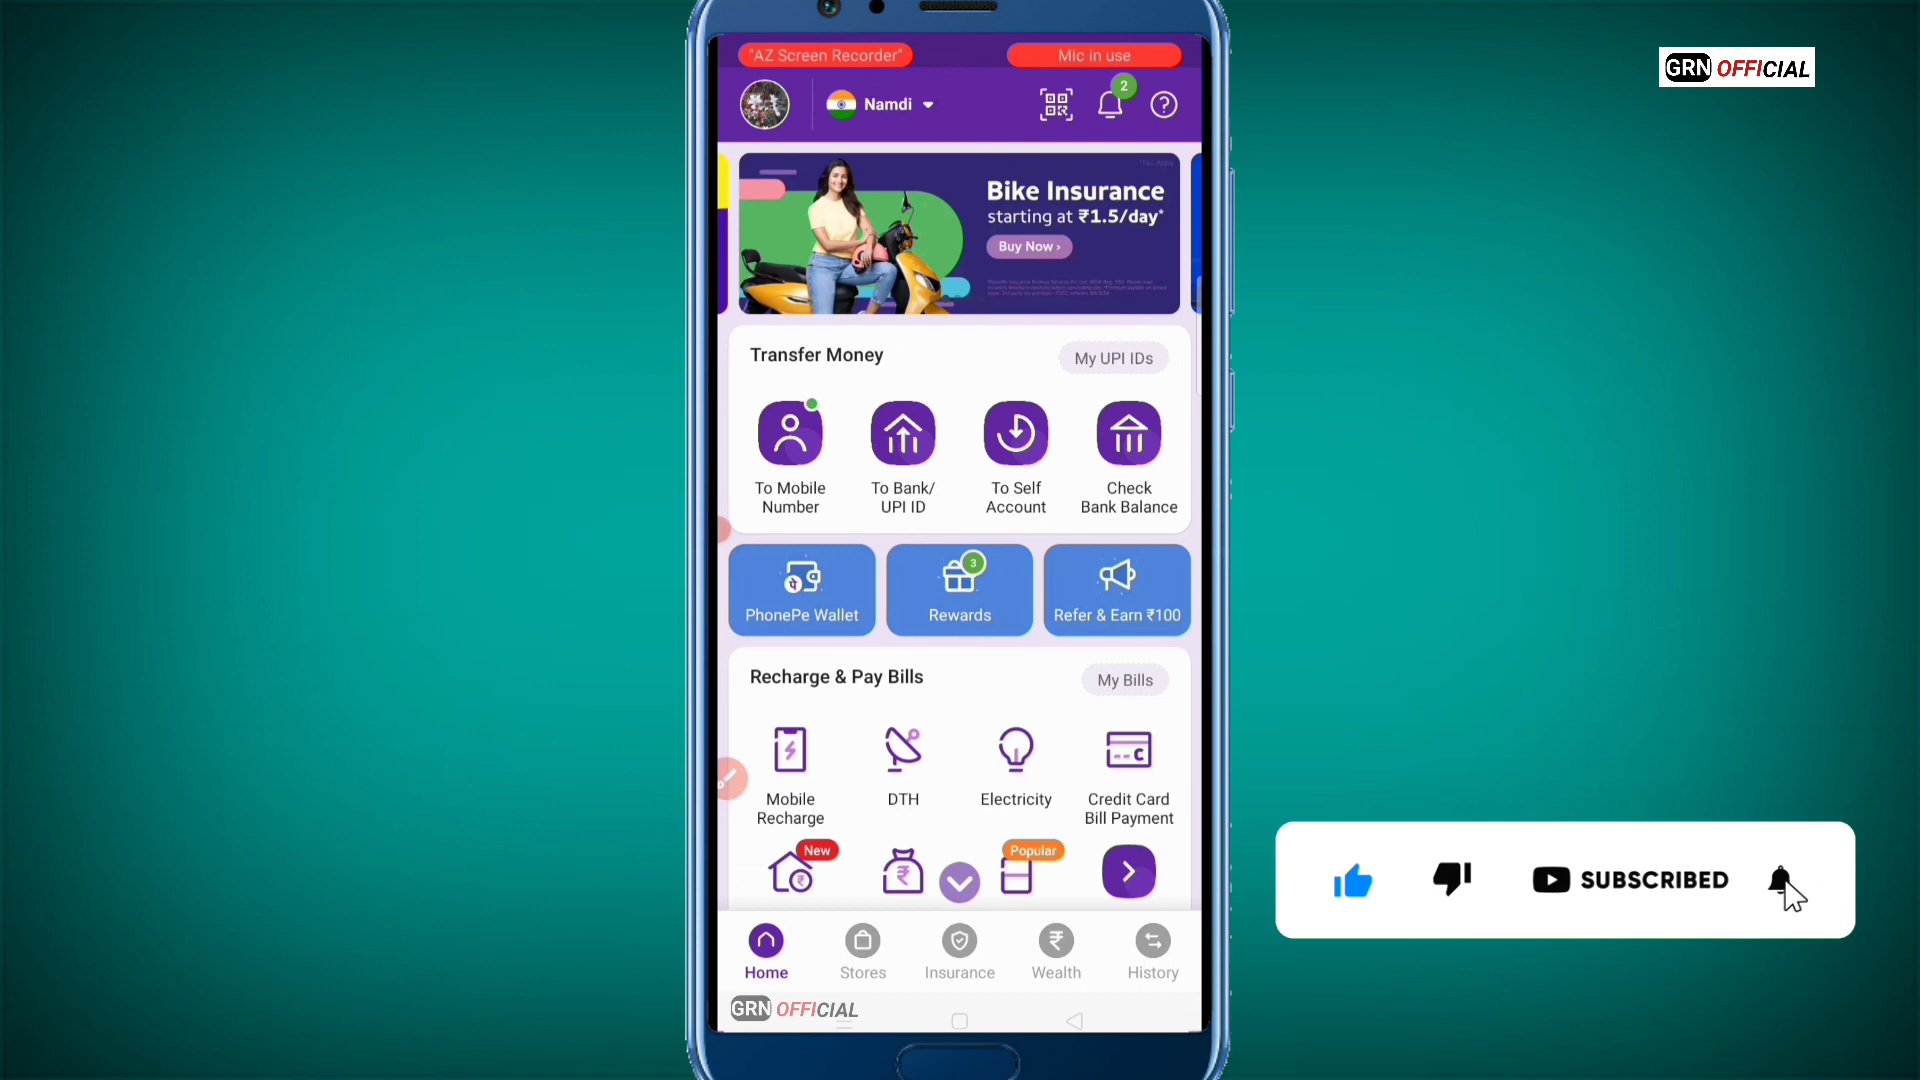 "AZ Screen Recorder"
Mic in use
GRN OFFICIAL
Namdi
2
*T&C Apply
Bike Insurance
starting at ₹1.5/day*
Buy Now ›
Transfer Money
My UPI IDs
To Mobile
Number
To Bank/
UPI ID
To Self
Account
Check
Bank Balance
PhonePe Wallet
3
Rewards
Refer & Earn ₹100
Recharge & Pay Bills
My Bills
Mobile
Recharge
DTH
Electricity
Credit Card
Bill Payment
New
Popular
SUBSCRIBED
Home
Stores
Insurance
Wealth
History
GRN OFFICIAL